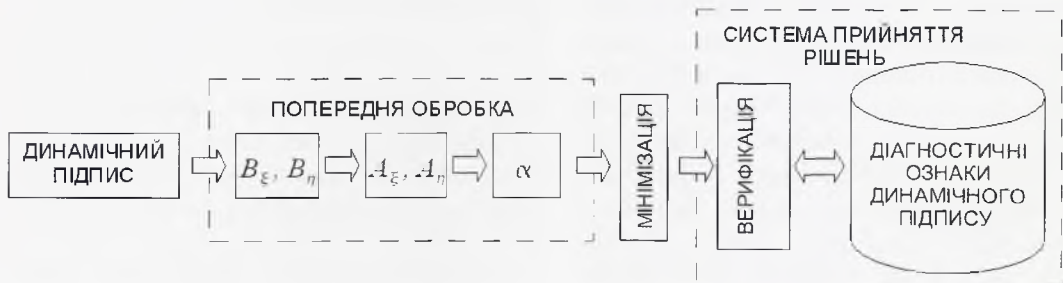 СИСТЕМА ПРИЙНЯТТЯ
РІШЕНЬ
ПОПЕРЕДНЯ ОБРОБКА
ДИНАМІЧНИЙ
ПІДПИС
B_ξ, B_η
A_ξ, A_η
α
МІНІМІЗАЦІЯ
ВЕРИФІКАЦІЯ
ДІАГНОСТИЧНІ
ОЗНАКИ
ДИНАМІЧНОГО
ПІДПИСУ